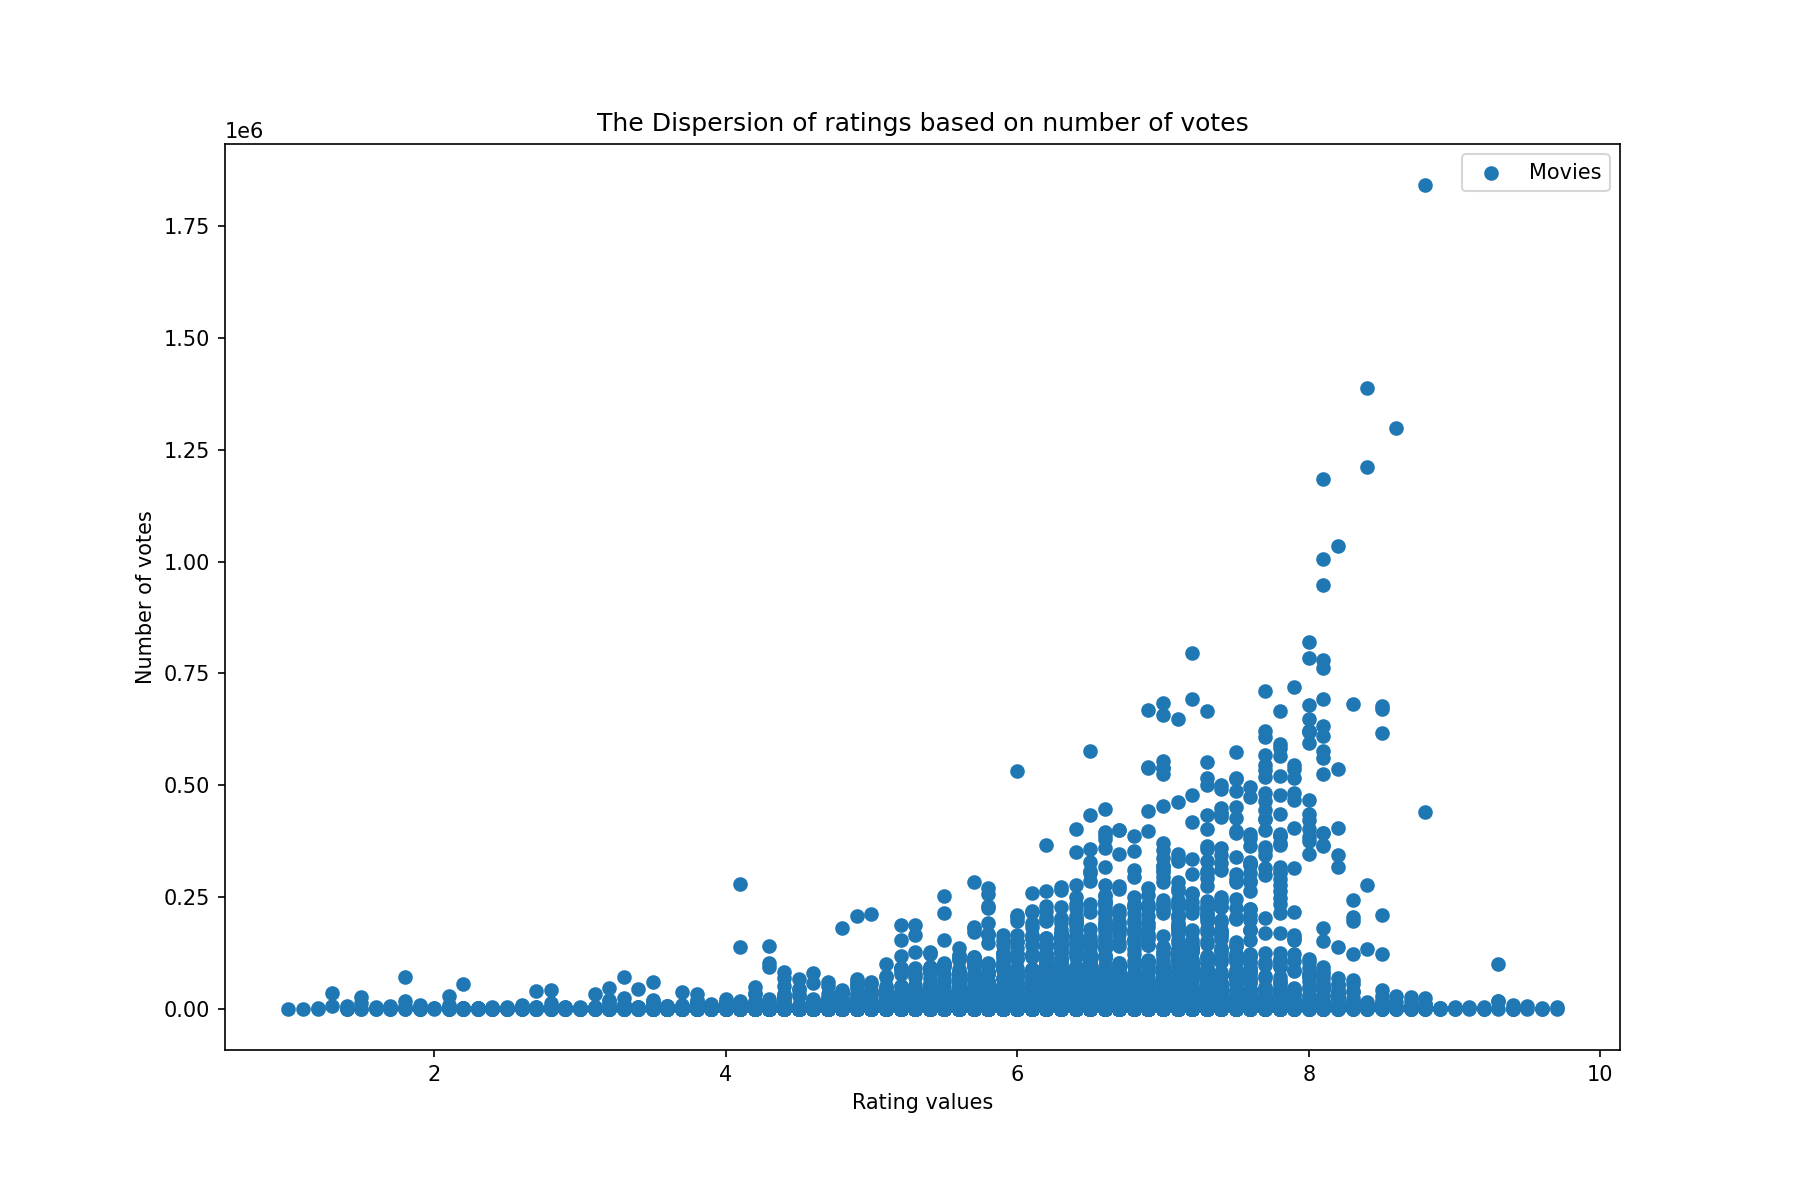 The Dispersion of ratings based on number of votes
1e6
Movies
1.75
1.50
1.25
1.00
0.75
0.50
0.25
0.00
Number of votes
2 4 6 8 10
Rating values